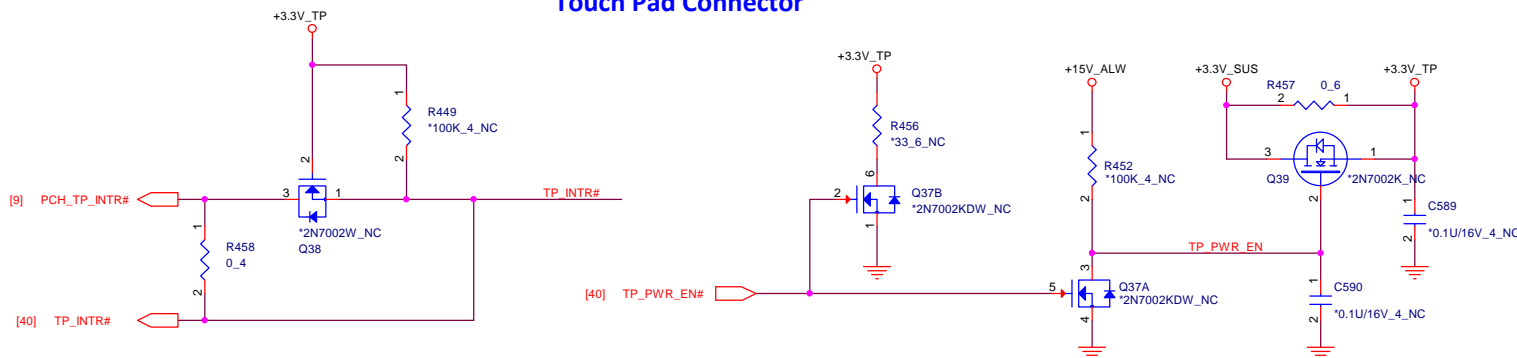 Touch Pad Connector
+3.3V_TP
1
R449
*100K_4_NC
2
2
[9] PCH_TP_INTR#
3
1
TP_INTR#
*2N7002W_NC
Q38
1
R458
0_4
2
[40] TP_INTR#
+3.3V_TP
R456
*33_6_NC
6
Q37B
2
*2N7002KDW_NC
1
[40] TP_PWR_EN#
+15V_ALW
1
R452
*100K_4_NC
2
TP_PWR_EN
3
5
Q37A
*2N7002KDW_NC
4
+3.3V_SUS
R457 0_6
2 1
+3.3V_TP
3
1
Q39
*2N7002K_NC
2
1
C589
*0.1U/16V_4_NC
2
1
C590
*0.1U/16V_4_NC
2